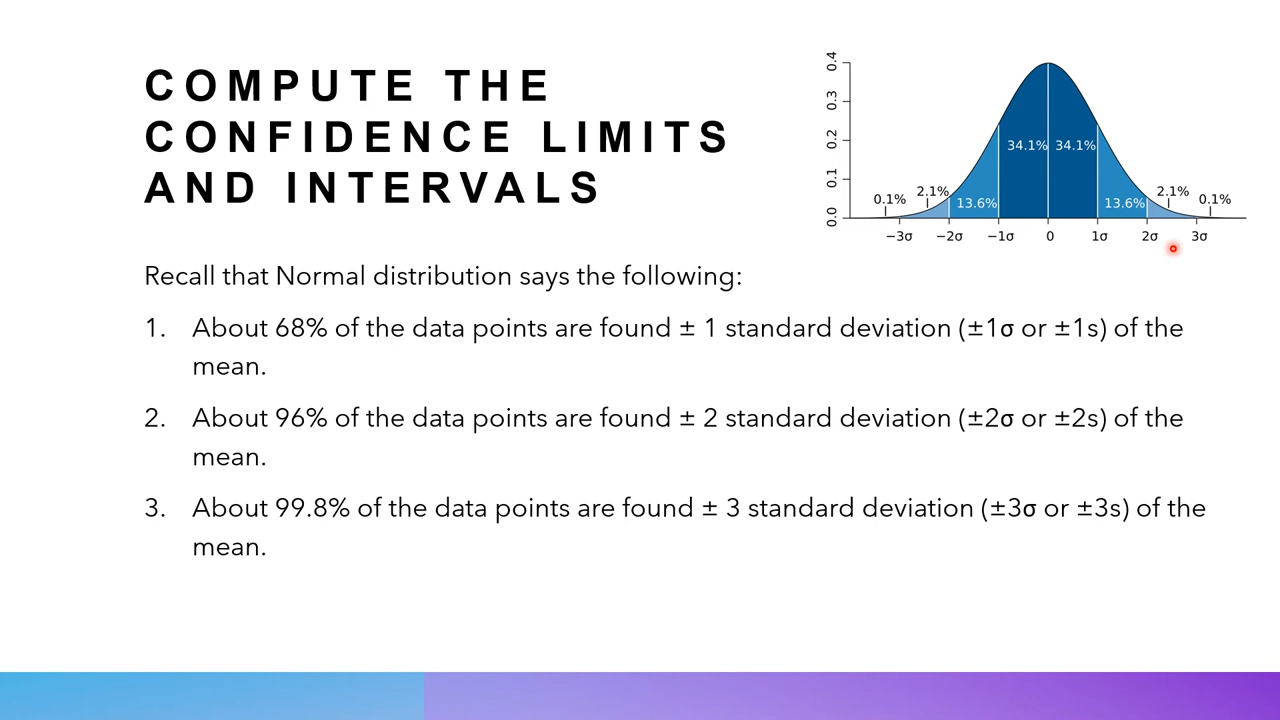 COMPUTE THE
CONFIDENCE LIMITS
AND INTERVALS
0.4
0.3
0.2
0.1
0.0
34.1% 34.1%
0.1% 2.1% 13.6% 13.6% 2.1% 0.1%
−3σ −2σ −1σ 0 1σ 2σ 3σ
Recall that Normal distribution says the following:
1. About 68% of the data points are found ± 1 standard deviation (±1σ or ±1s) of the
mean.
2. About 96% of the data points are found ± 2 standard deviation (±2σ or ±2s) of the
mean.
3. About 99.8% of the data points are found ± 3 standard deviation (±3σ or ±3s) of the
mean.